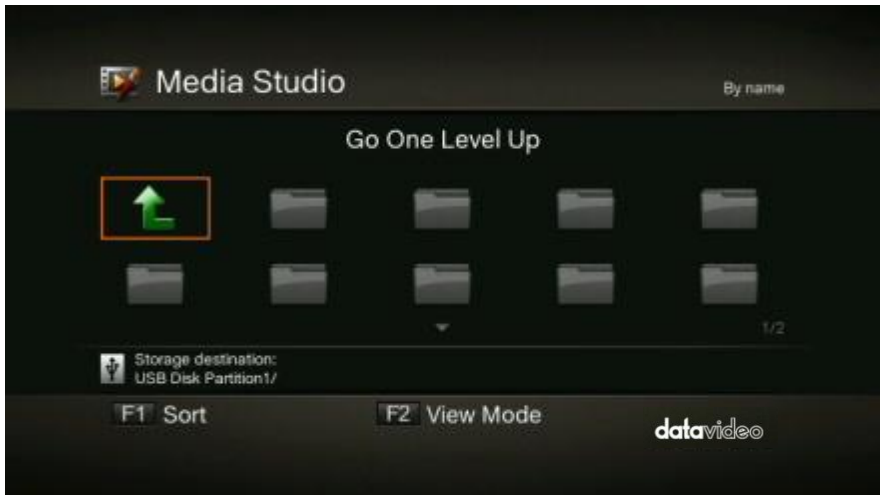 Media Studio
By name
Go One Level Up
1/2
Storage destination:
USB Disk Partition1/
F1 Sort
F2 View Mode
datavideo